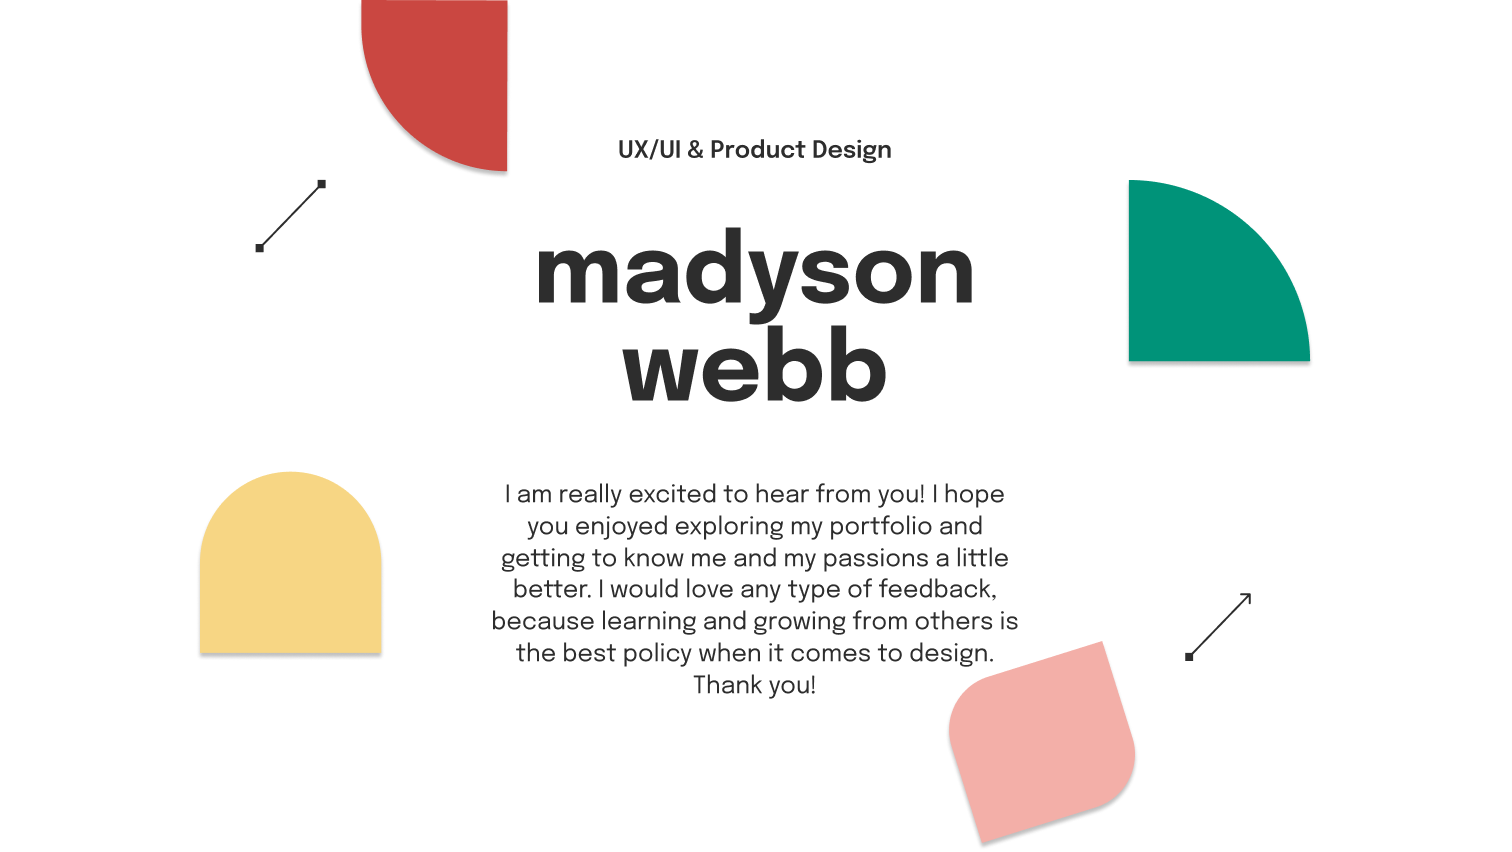 UX/UI & Product Design
madyson
webb
I am really excited to hear from you! I hope
you enjoyed exploring my portfolio and
getting to know me and my passions a little
better. I would love any type of feedback,
because learning and growing from others is
the best policy when it comes to design.
Thank you!